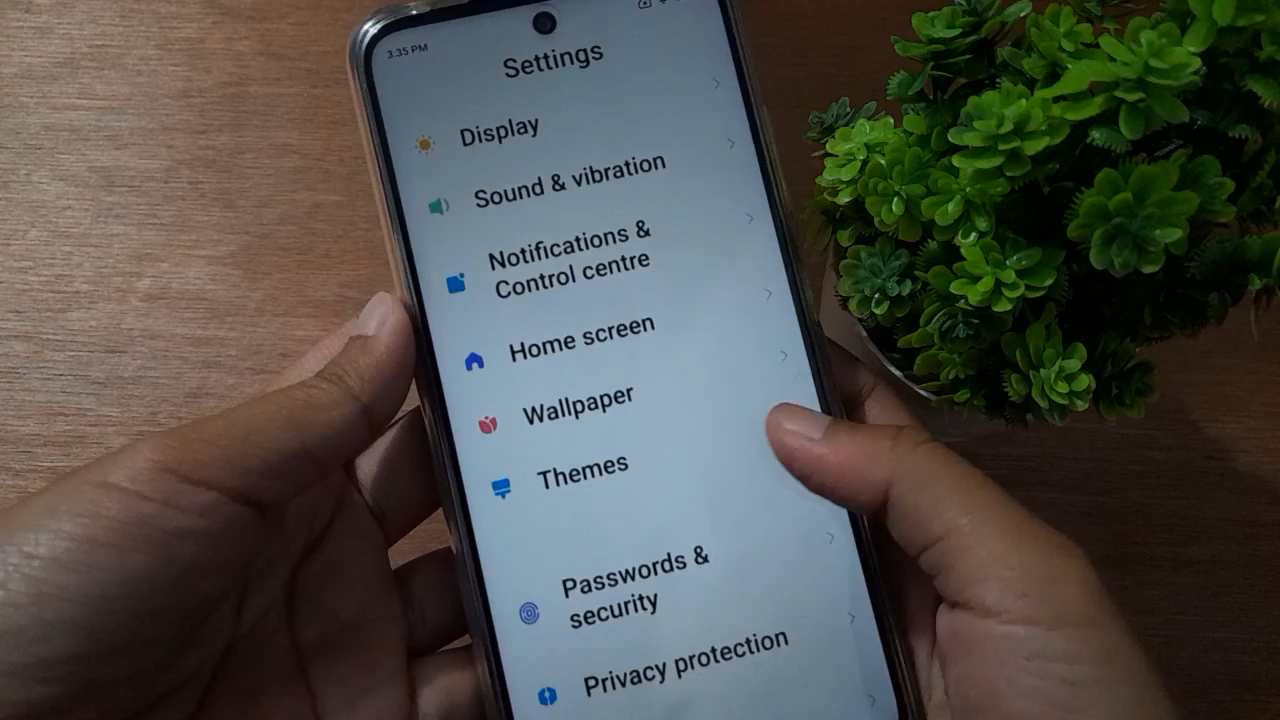 3:35 PM
Settings
Display
Sound & vibration
Notifications &
Control centre
Home screen
Wallpaper
Themes
Passwords &
security
Privacy protection